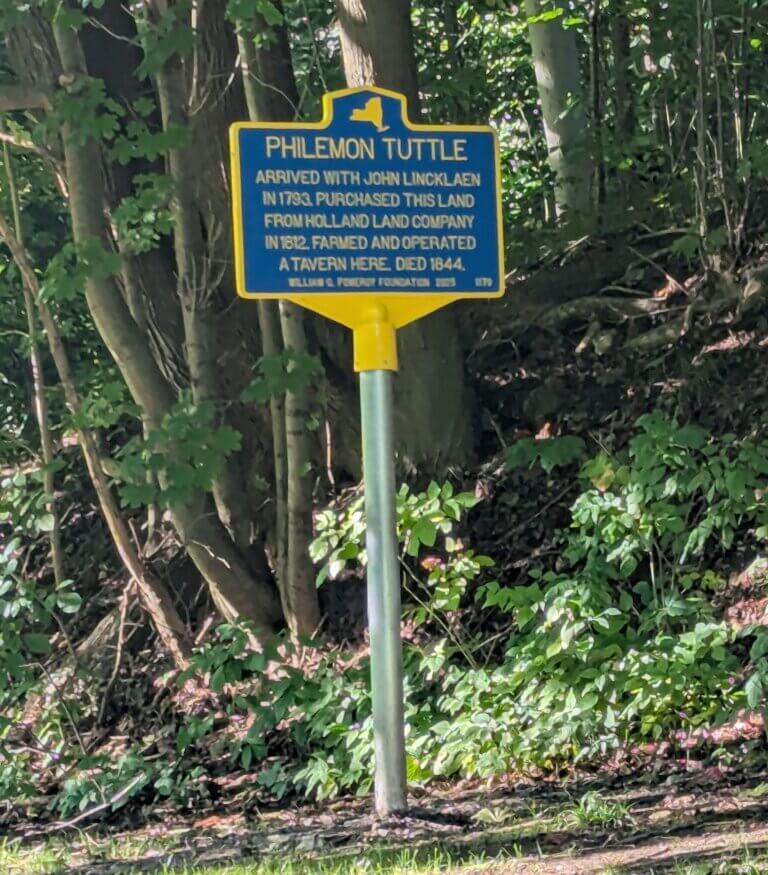 PHILEMON TUTTLE
ARRIVED WITH JOHN LINCKLAEN
IN 1793. PURCHASED THIS LAND
FROM HOLLAND LAND COMPANY
IN 1812. FARMED AND OPERATED
A TAVERN HERE. DIED 1844.
WILLIAM G. POMEROY FOUNDATION 2025 1179